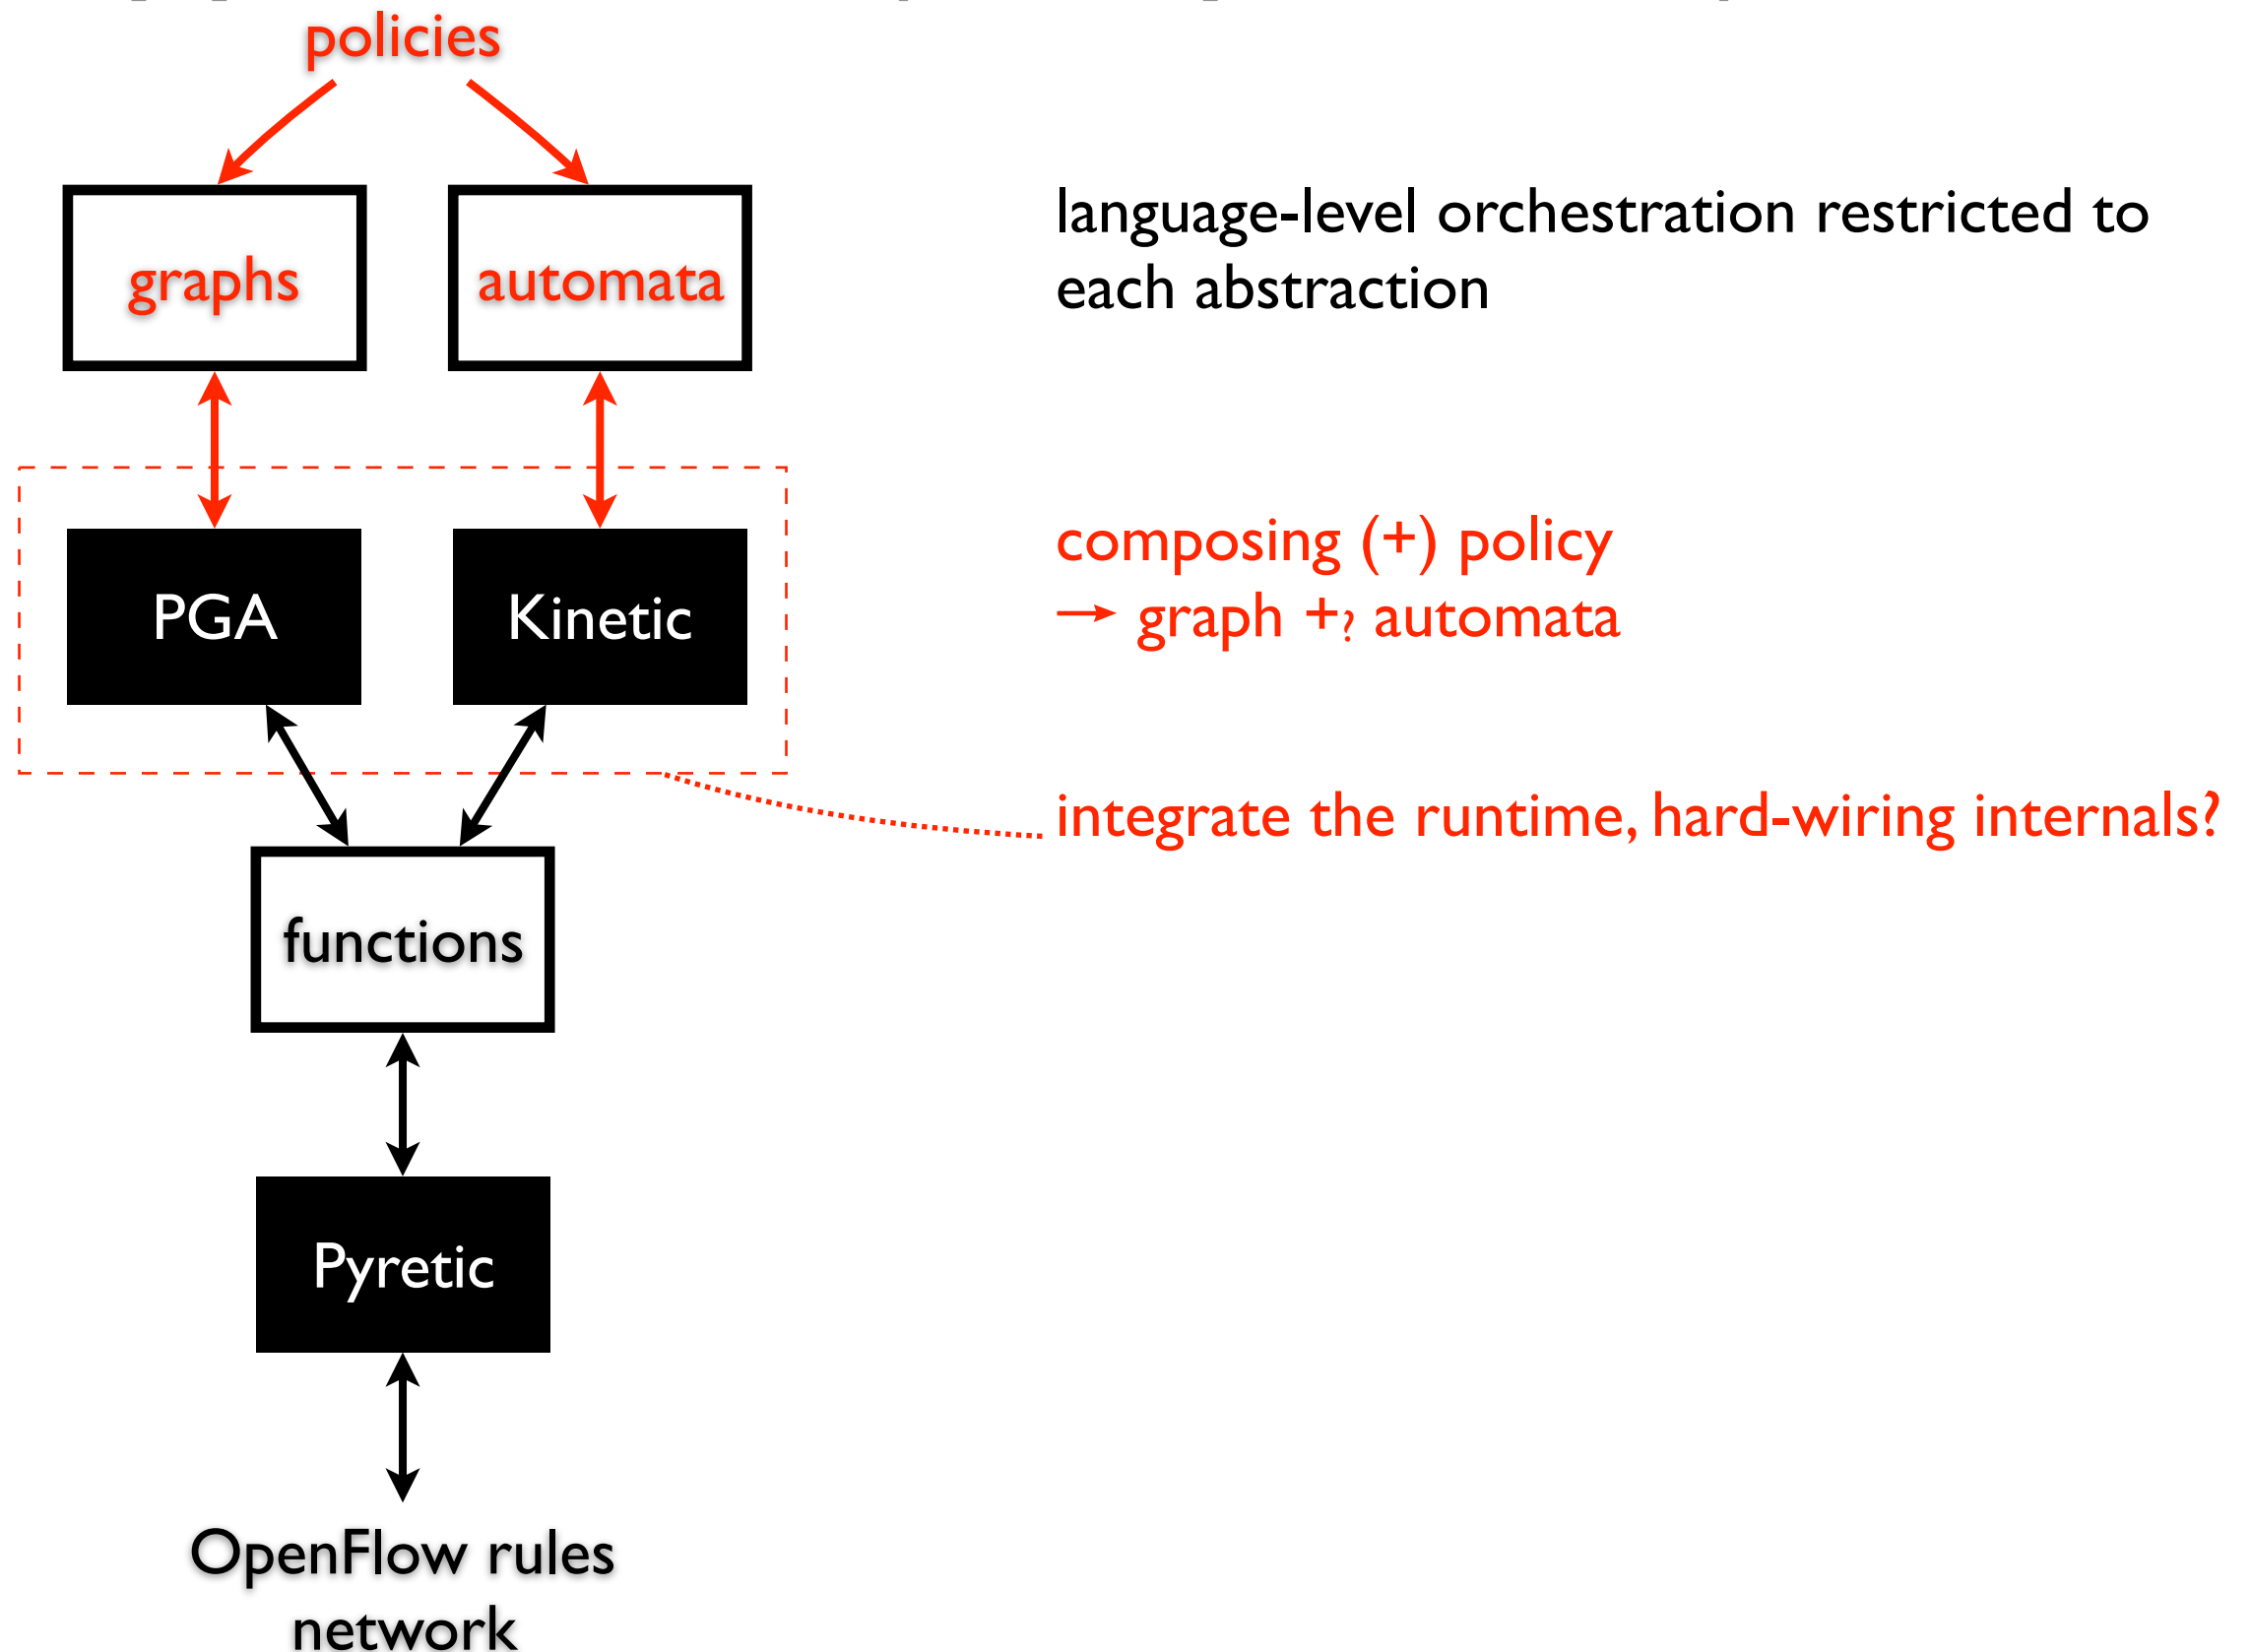 policies
graphs
automata
language-level orchestration restricted to
each abstraction
PGA
Kinetic
composing (+) policy
→ graph +? automata
integrate the runtime, hard-wiring internals?
functions
Pyretic
OpenFlow rules
network